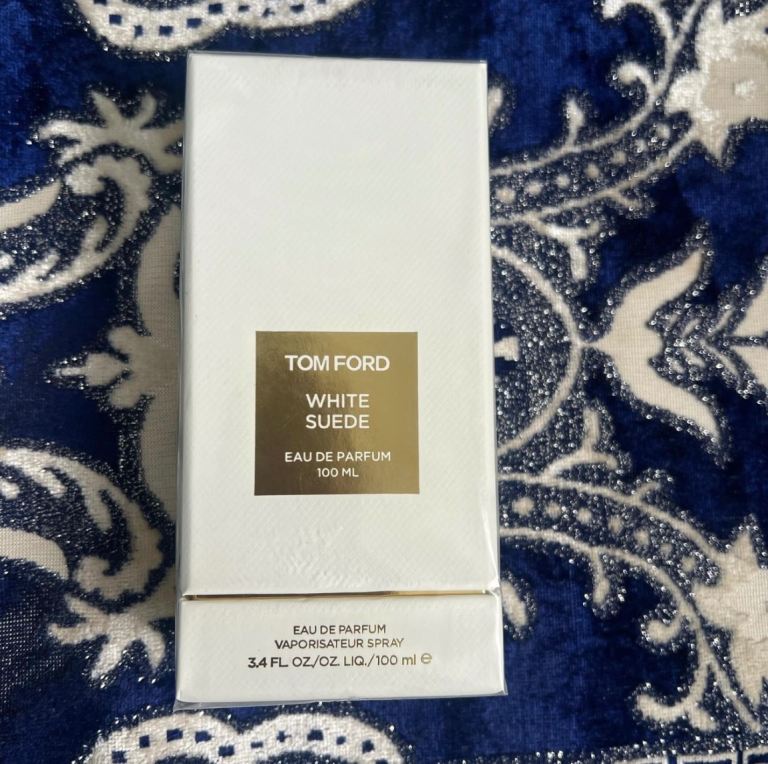 TOM FORD
WHITE
SUEDE
EAU DE PARFUM
100 ML
EAU DE PARFUM
VAPORISATEUR SPRAY
3.4 FL. OZ./OZ. LIQ./100 ml ℮